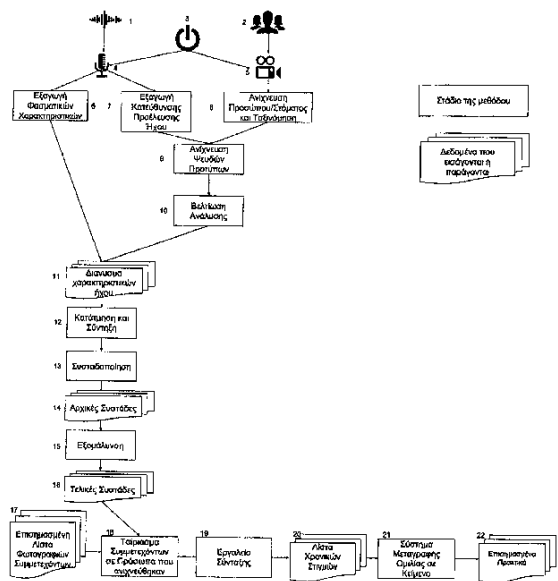 1
2
3
4
5
Εξαγωγή
Φασματικών
Χαρακτηριστικών
6
7
Εξαγωγή
Κατεύθυνσης
Προέλευσης
Ήχου
8
Ανίχνευση
Προσώπου/Στόματος
και Ταξινόμηση
Στάδιο της μεθόδου
Δεδομένα που
εισάγονται ή
παράγονται
9
Ανίχνευση
Ψευδών
Προτύπων
10
Βελτίωση
Ανάλυσης
11
Διάνυσμα
χαρακτηριστικών
ήχου
12
Κατάτμηση και
Σύντηξη
13
Συσταδοποίηση
14
Αρχικές Συστάδες
15
Εξομάλυνση
16
Τελικές Συστάδες
17
Επισημασμένη
Λίστα
Φωτογραφιών
Συμμετεχόντων
18
Ταίριασμα
Συμμετεχόντων
σε Πρόσωπα που
ανιχνεύθηκαν
19
Εργαλείο
Σύνταξης
20
Λίστα
Χρονικών
Στιγμών
21
Σύστημα
Μεταγραφής
Ομιλίας σε
Κείμενο
22
Επισημασμένα
Πρακτικά